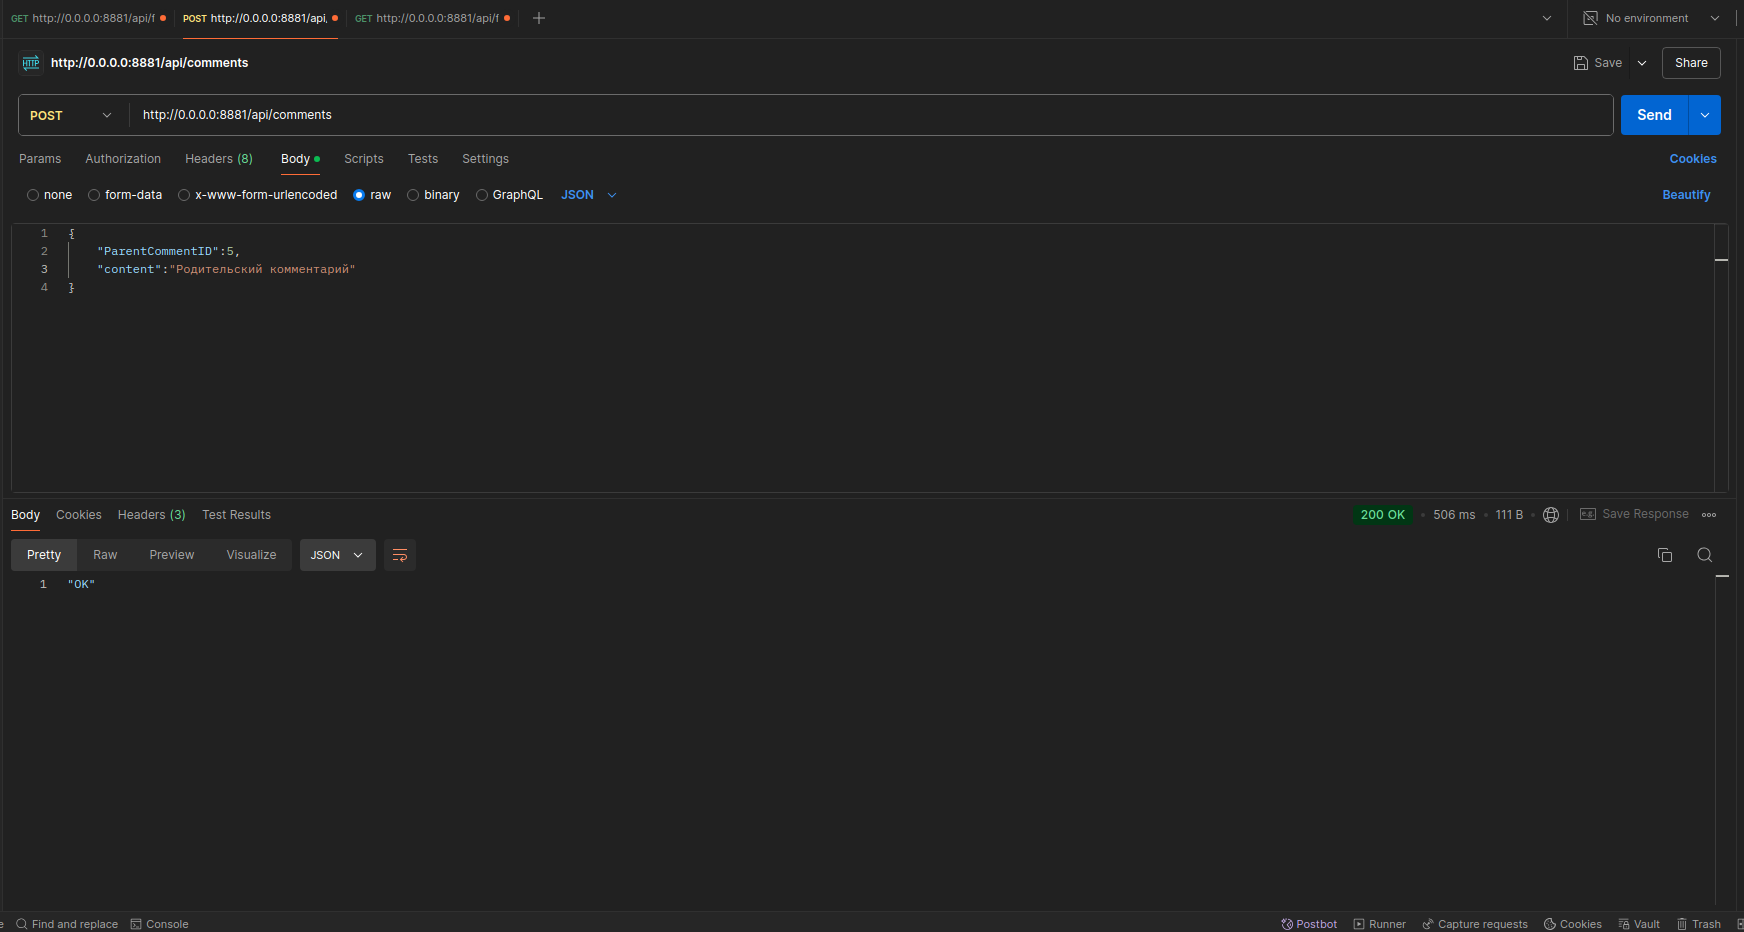 GET http://0.0.0.0:8881/api/f
POST http://0.0.0.0:8881/api.
GET http://0.0.0.0:8881/api/f
No environment
HTTP http://0.0.0.0:8881/api/comments
Save
Share
POST http://0.0.0.0:8881/api/comments
Send
Params Authorization Headers (8) Body Scripts Tests Settings Cookies
none form-data x-www-form-urlencoded raw binary GraphQL JSON Beautify
1 {
2 "ParentCommentID":5,
3 "content":"Родительский комментарий"
4 }
Body Cookies Headers (3) Test Results 200 OK 506 ms 111 B Save Response
Pretty Raw Preview Visualize JSON
1 "OK"
Find and replace Console Postbot Runner Capture requests Cookies Vault Trash